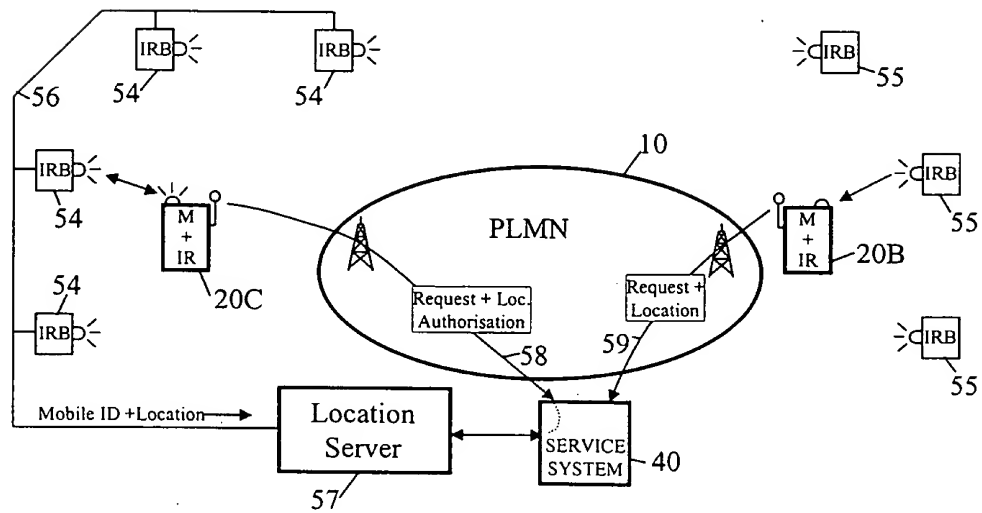 IRB
54
IRB
54
IRB
55
56
10
IRB
54
M
+
IR
20C
PLMN
M
+
IR
20B
IRB
55
54
IRB
Request + Loc.
Authorisation
58
Request +
Location
59
IRB
55
Mobile ID +Location
Location
Server
57
SERVICE
SYSTEM
40